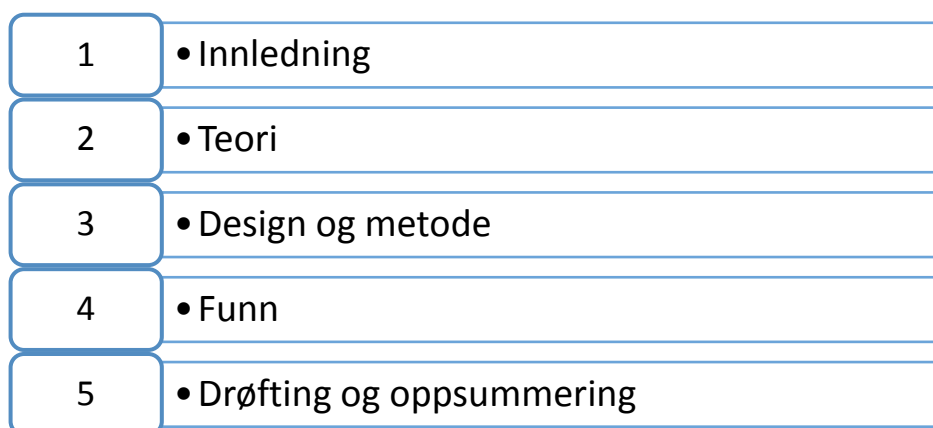 1 • Innledning
2 • Teori
3 • Design og metode
4 • Funn
5 • Drøfting og oppsummering